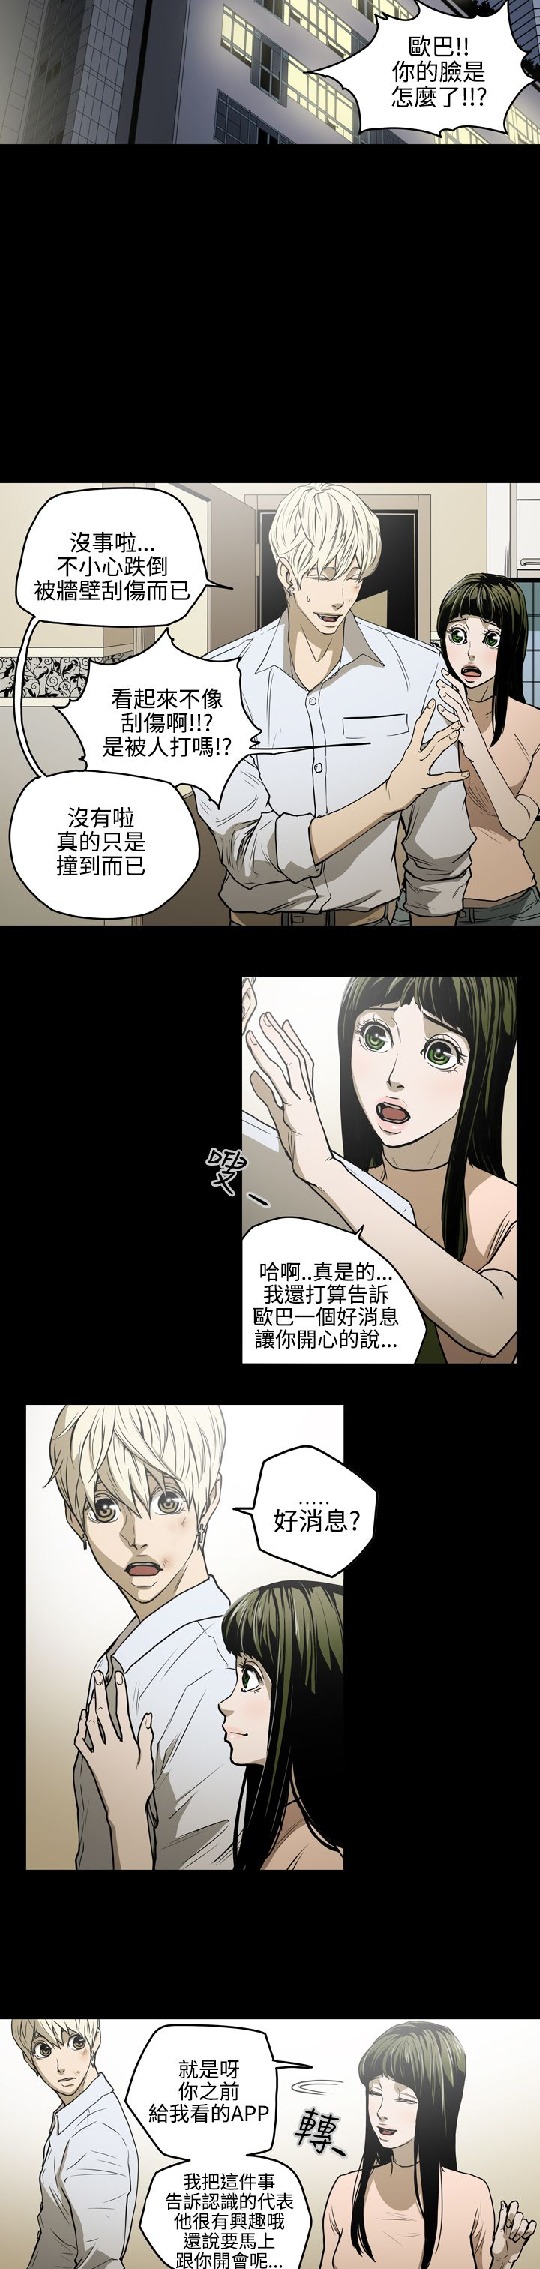 歐巴!!
你的臉是
怎麼了!!!?
沒事啦...
不小心跌倒
被牆壁刮傷而已
看起來不像
刮傷啊!!!?
是被人打嗎!?
沒有啦
真的只是
撞到而已
哈啊..真是的...
我還打算告訴
歐巴一個好消息
讓你開心的說...
.....
好消息?
就是呀
你之前
給我看的APP
轉
我把這件事
告訴認識的代表
他很有興趣哦
還說要馬上
跟你開會呢...